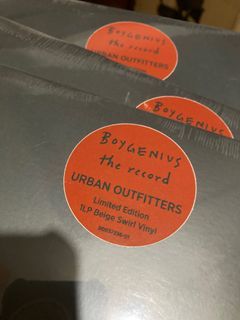 BOYGENIUS
the record
URBAN OUTFITTERS
BOYGENIUS
BOYGENIUS
the record
URBAN OUTFITTERS
Limited Edition
1LP Beige Swirl Vinyl